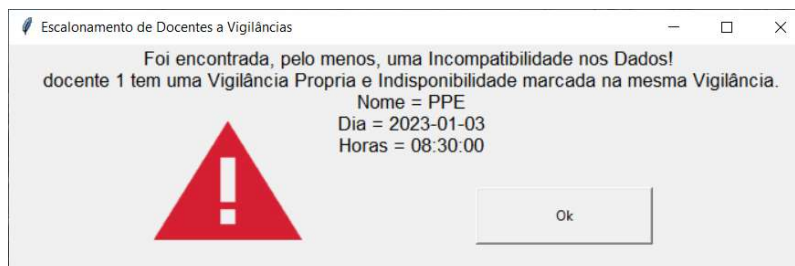 Escalonamento de Docentes a Vigilâncias
Foi encontrada, pelo menos, uma Incompatibilidade nos Dados!
docente 1 tem uma Vigilância Propria e Indisponibilidade marcada na mesma Vigilância.
Nome = PPE
Dia = 2023-01-03
Horas = 08:30:00
Ok